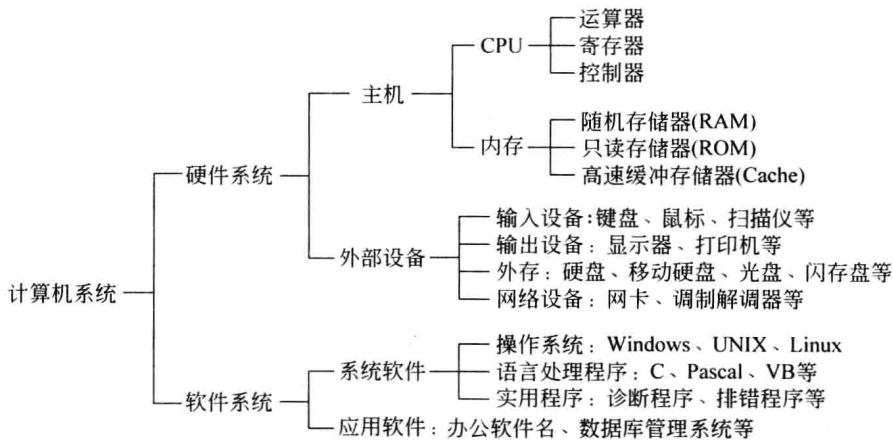 计算机系统
硬件系统
主机
CPU
运算器
寄存器
控制器
内存
随机存储器(RAM)
只读存储器(ROM)
高速缓冲存储器(Cache)
外部设备
输入设备:键盘、鼠标、扫描仪等
输出设备:显示器、打印机等
外存:硬盘、移动硬盘、光盘、闪存盘等
网络设备:网卡、调制解调器等
软件系统
系统软件
操作系统:Windows、UNIX、Linux
语言处理程序:C、Pascal、VB等
实用程序:诊断程序、排错程序等
应用软件:办公软件名、数据库管理系统等